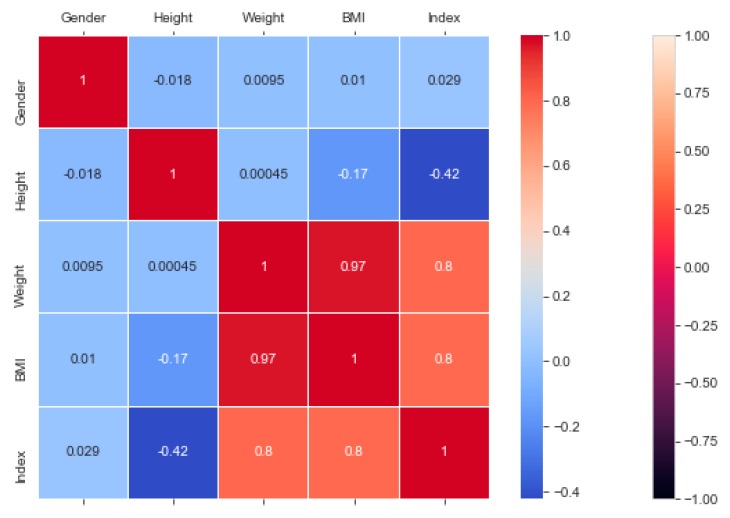 Gender Height Weight BMI Index
Gender 1 -0.018 0.0095 0.01 0.029
Height -0.018 1 0.00045 -0.17 -0.42
Weight 0.0095 0.00045 1 0.97 0.8
BMI 0.01 -0.17 0.97 1 0.8
Index 0.029 -0.42 0.8 0.8 1
1.0
0.8
0.6
0.4
0.2
0.0
−0.2
−0.4
1.00
0.75
0.50
0.25
0.00
−0.25
−0.50
−0.75
−1.00